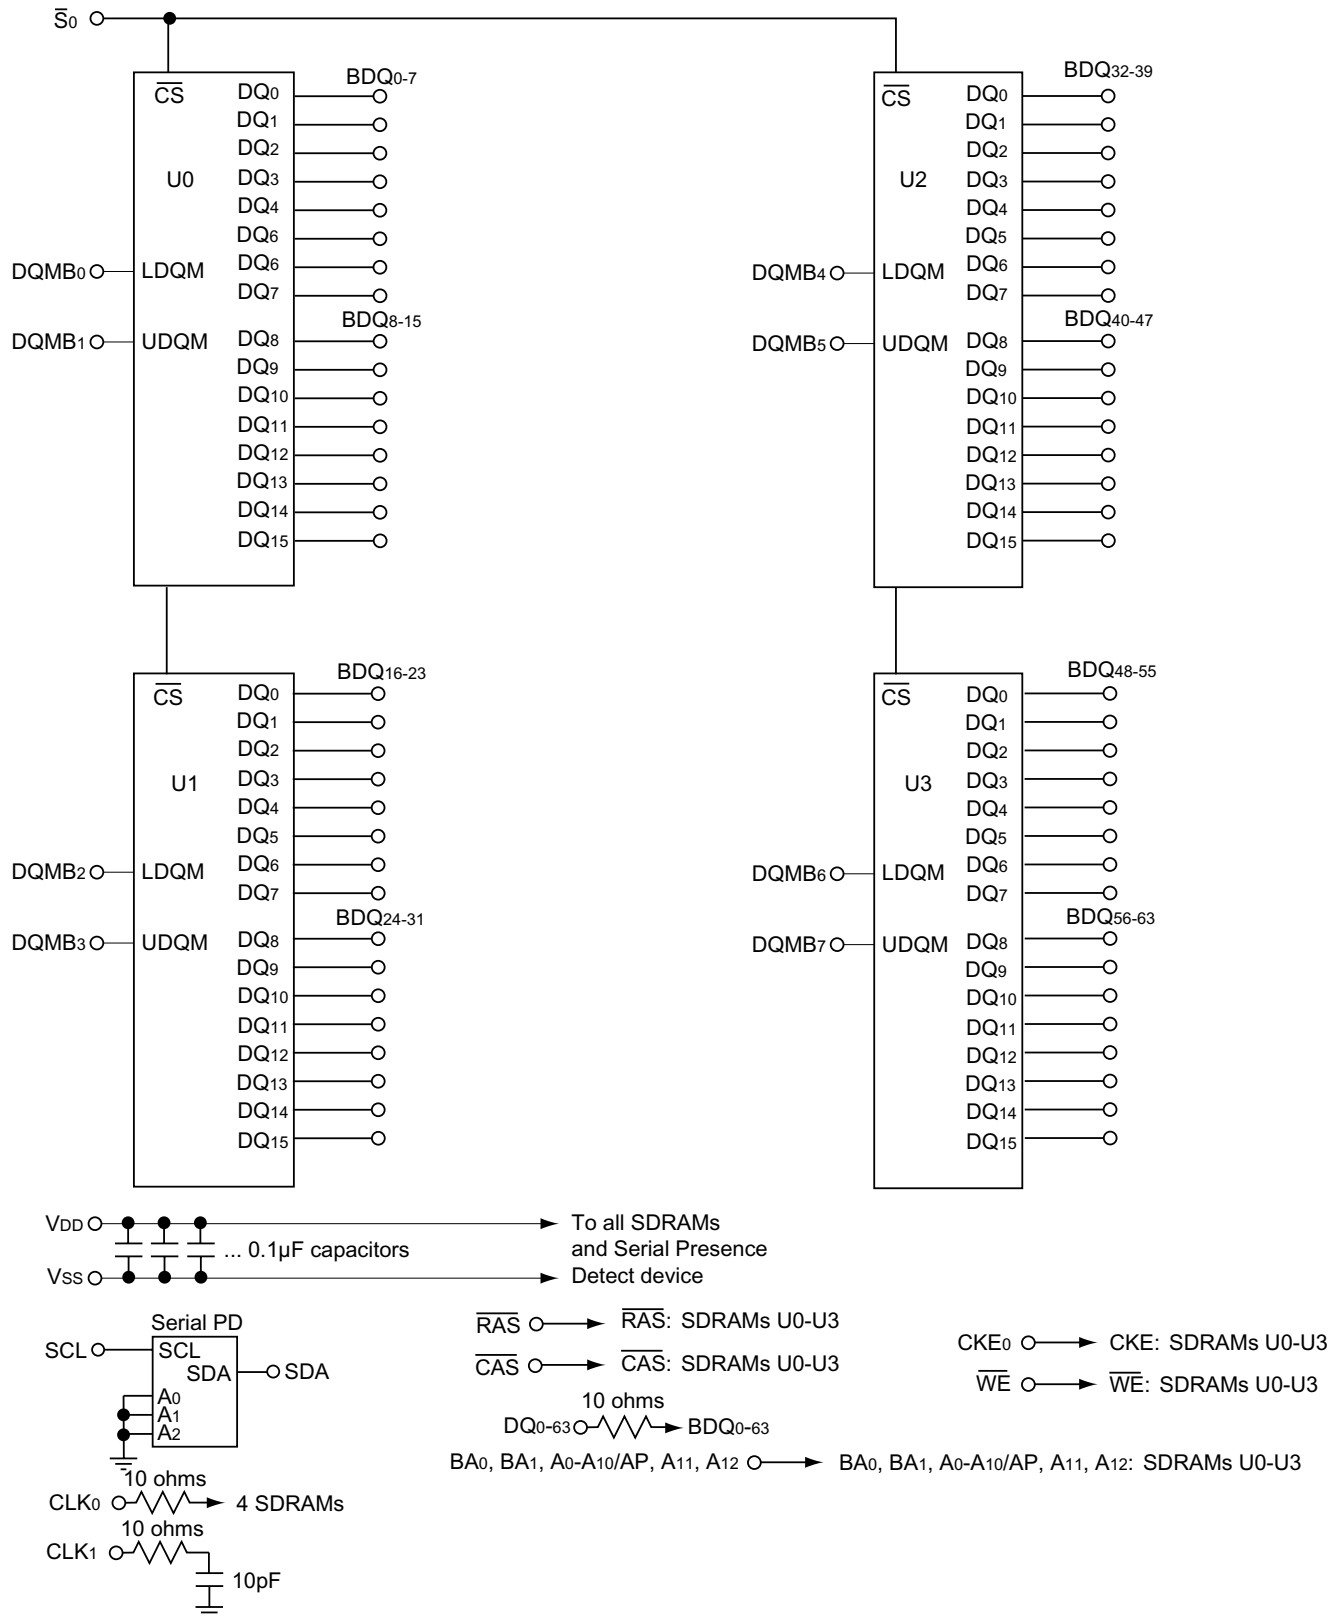 S̅0
BDQ0-7
CS̅
DQ0
DQ1
DQ2
U0
DQ3
DQ4
DQ6
DQMB0
LDQM
DQ6
DQ7
BDQ8-15
DQMB1
UDQM
DQ8
DQ9
DQ10
DQ11
DQ12
DQ13
DQ14
DQ15
BDQ32-39
CS̅
DQ0
DQ1
DQ2
U2
DQ3
DQ4
DQ5
DQMB4
LDQM
DQ6
DQ7
BDQ40-47
DQMB5
UDQM
DQ8
DQ9
DQ10
DQ11
DQ12
DQ13
DQ14
DQ15
BDQ16-23
CS̅
DQ0
DQ1
DQ2
U1
DQ3
DQ4
DQ5
DQMB2
LDQM
DQ6
DQ7
BDQ24-31
DQMB3
UDQM
DQ8
DQ9
DQ10
DQ11
DQ12
DQ13
DQ14
DQ15
BDQ48-55
CS̅
DQ0
DQ1
DQ2
U3
DQ3
DQ4
DQ5
DQMB6
LDQM
DQ6
DQ7
BDQ56-63
DQMB7
UDQM
DQ8
DQ9
DQ10
DQ11
DQ12
DQ13
DQ14
DQ15
VDD
... 0.1µF capacitors
VSS
To all SDRAMs
and Serial Presence
Detect device
Serial PD
SCL
SCL
SDA
SDA
A0
A1
A2
10 ohms
CLK0
4 SDRAMs
10 ohms
CLK1
10pF
R̅A̅S̅
R̅A̅S̅: SDRAMs U0-U3
C̅A̅S̅
C̅A̅S̅: SDRAMs U0-U3
10 ohms
DQ0-63
BDQ0-63
BA0, BA1, A0-A10/AP, A11, A12
BA0, BA1, A0-A10/AP, A11, A12: SDRAMs U0-U3
CKE0
CKE: SDRAMs U0-U3
W̅E̅
W̅E̅: SDRAMs U0-U3